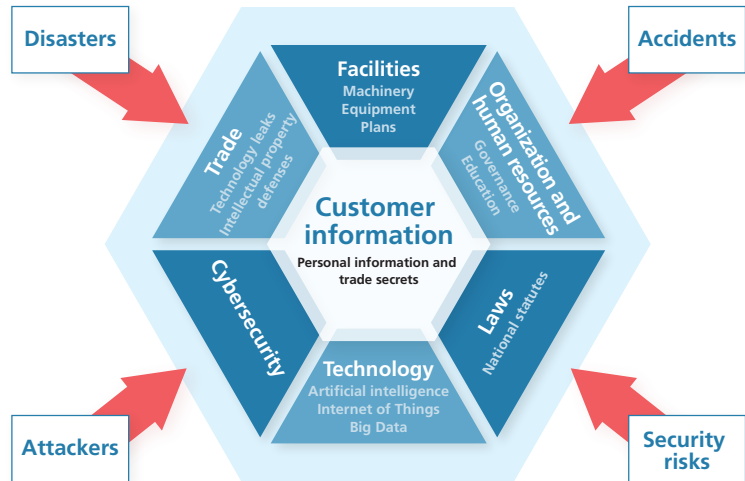 Disasters
Accidents
Facilities
Machinery
Equipment
Plans
Trade
Technology leaks
Intellectual property
defenses
Organization and
human resources
Governance
Education
Customer
information
Personal information and
trade secrets
Cybersecurity
Laws
National statutes
Technology
Artificial intelligence
Internet of Things
Big Data
Attackers
Security
risks